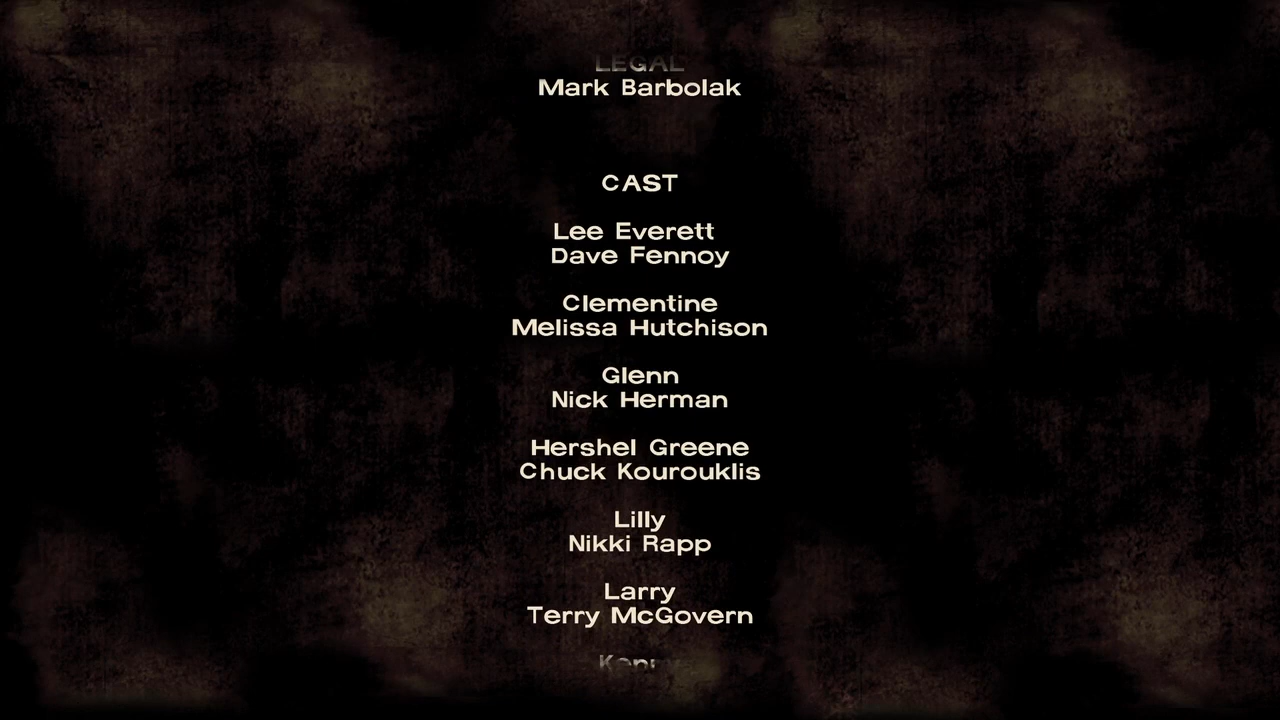 LEGAL
Mark Barbolak
CAST
Lee Everett
Dave Fennoy
Clementine
Melissa Hutchison
Glenn
Nick Herman
Hershel Greene
Chuck Kourouklis
Lilly
Nikki Rapp
Larry
Terry McGovern